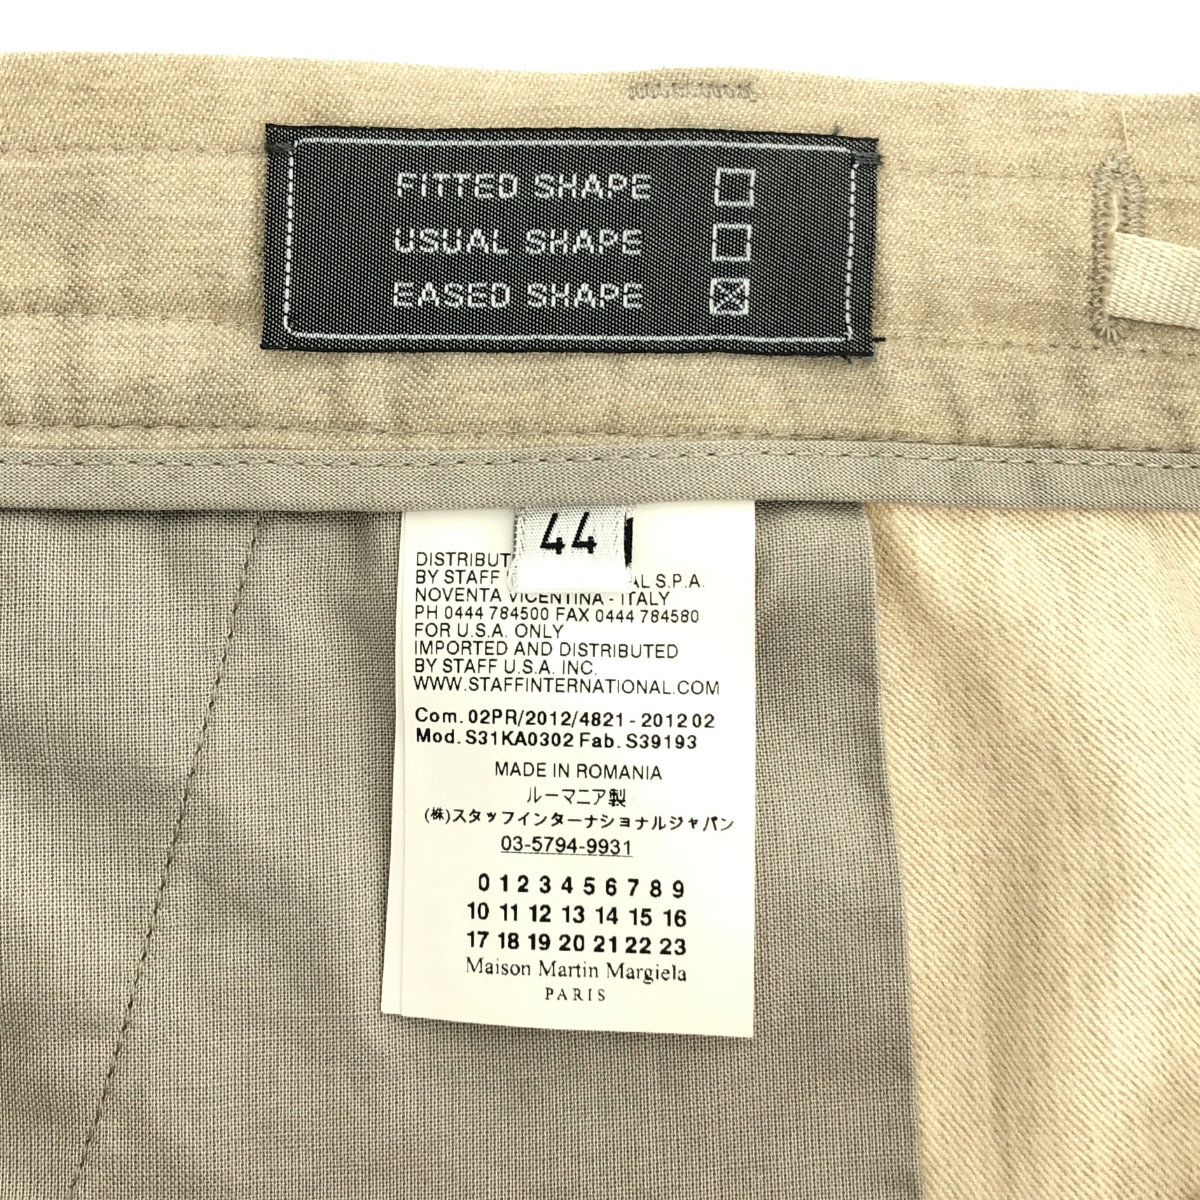 FITTED SHAPE
USUAL SHAPE
EASED SHAPE
44
DISTRIBUT
BY STAFF AL S.P.A.
NOVENTA VICENTINA - ITALY
PH 0444 784500 FAX 0444 784580
FOR U.S.A. ONLY
IMPORTED AND DISTRIBUTED
BY STAFF U.S.A. INC.
WWW.STAFFINTERNATIONAL.COM
Com. 02PR/2012/4821 - 2012 02
Mod. S31KA0302 Fab. S39193
MADE IN ROMANIA
ルーマニア製
(株)スタッフインターナショナルジャパン
03-5794-9931
0 1 2 3 4 5 6 7 8 9
10 11 12 13 14 15 16
17 18 19 20 21 22 23
Maison Martin Margiela
PARIS